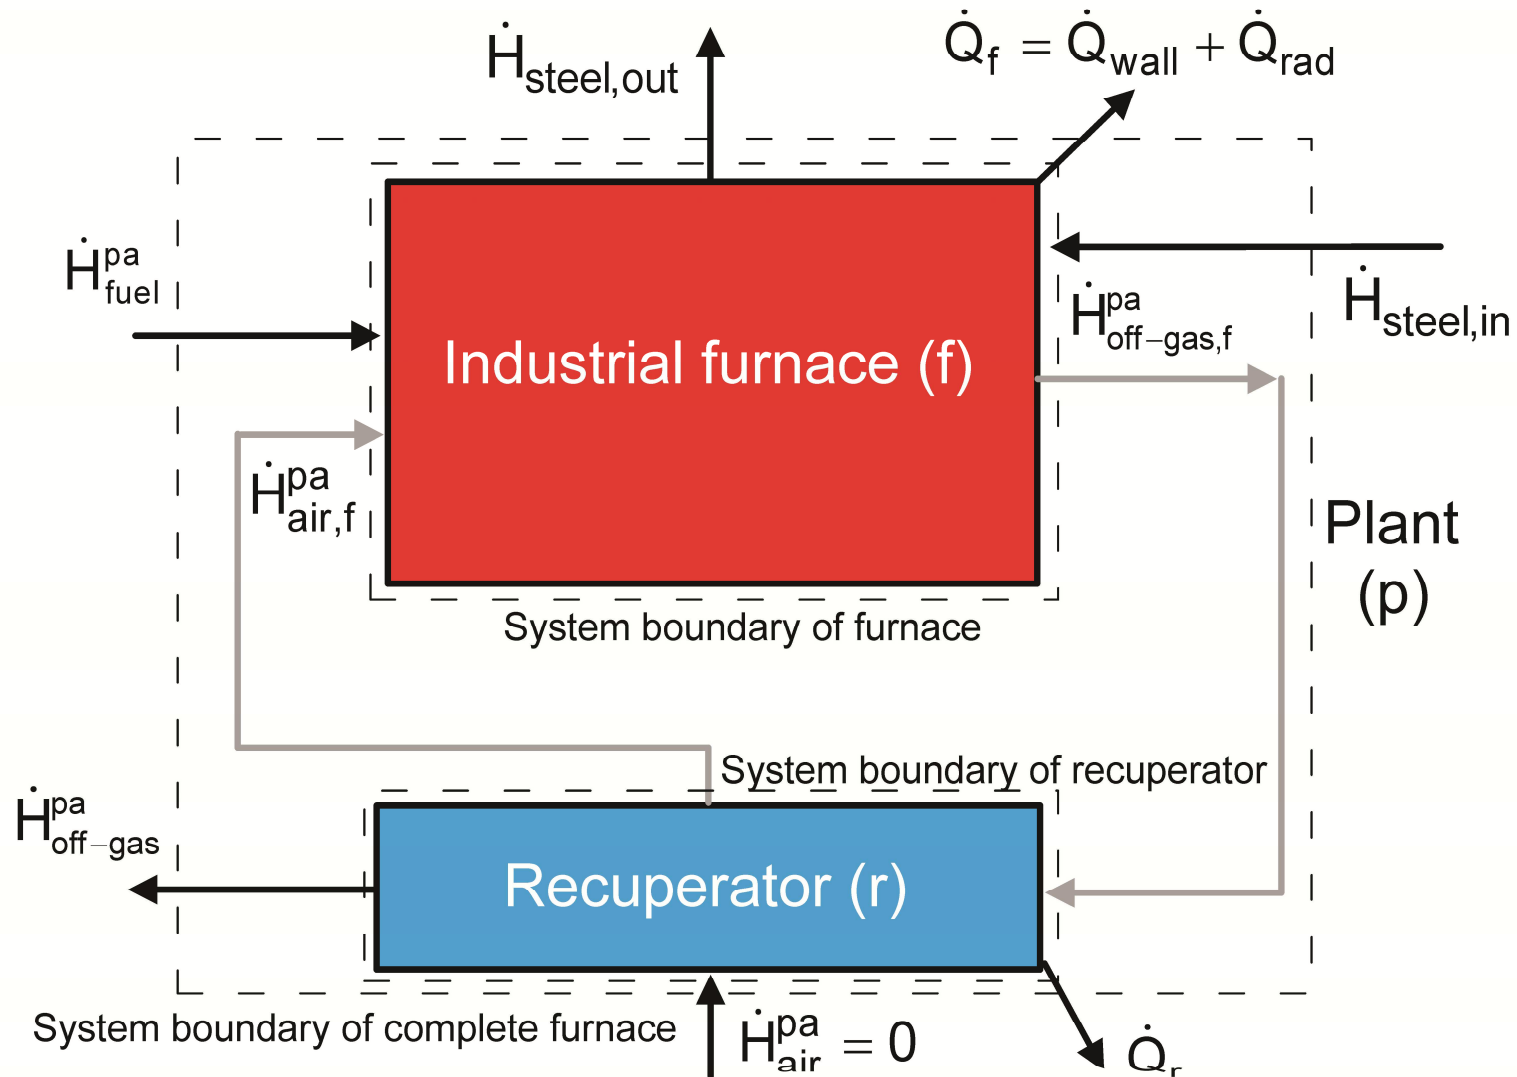 Ḣsteel,out
Q̇f = Q̇wall + Q̇rad
Ḣpa fuel
Ḣsteel,in
Ḣpa off−gas,f
Industrial furnace (f)
Ḣpa air,f
Plant
(p)
System boundary of furnace
System boundary of recuperator
Ḣpa off−gas
Recuperator (r)
System boundary of complete furnace
Ḣpa air = 0
Q̇r